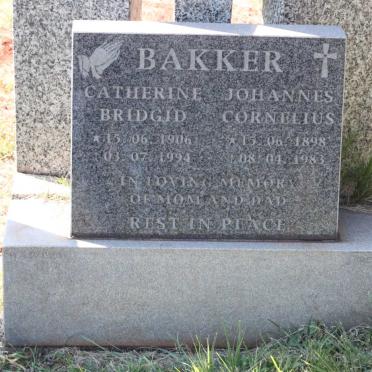 BAKKER
CATHERINE JOHANNES
BRIDGID CORNELIUS
★15.06.1906 ★15.06.1898
†03.07.1994 †08.04.1983
IN LOVING MEMORY
OF MOM AND DAD
REST IN PEACE